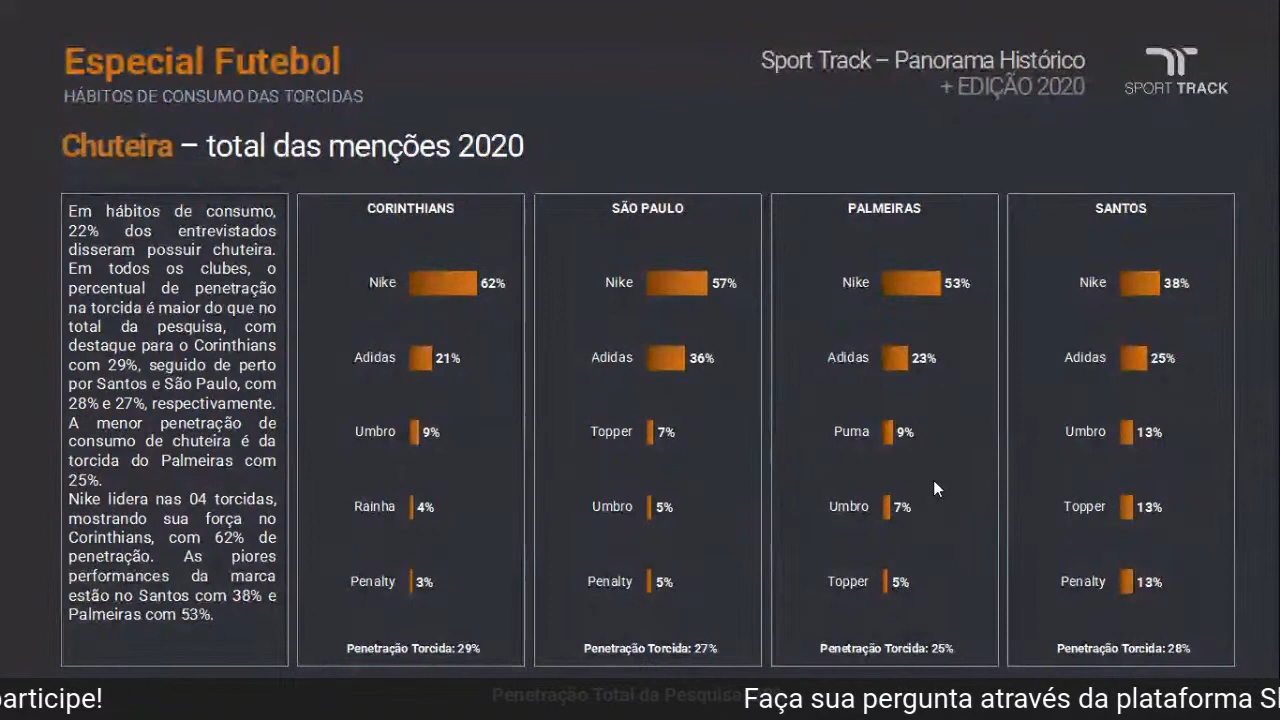 Especial Futebol
HÁBITOS DE CONSUMO DAS TORCIDAS
Sport Track – Panorama Histórico
+ EDIÇÃO 2020
SPORT TRACK
Chuteira – total das menções 2020
Em hábitos de consumo,
22% dos entrevistados
disseram possuir chuteira.
Em todos os clubes, o
percentual de penetração
na torcida é maior do que no
total da pesquisa, com
destaque para o Corinthians
com 29%, seguido de perto
por Santos e São Paulo, com
28% e 27%, respectivamente.
A menor penetração de
consumo de chuteira é da
torcida do Palmeiras com
25%.
Nike lidera nas 04 torcidas,
mostrando sua força no
Corinthians, com 62% de
penetração. As piores
performances da marca
estão no Santos com 38% e
Palmeiras com 53%.
CORINTHIANS
Nike 62%
Adidas 21%
Umbro 9%
Rainha 4%
Penalty 3%
Penetração Torcida: 29%
SÃO PAULO
Nike 57%
Adidas 36%
Topper 7%
Umbro 5%
Penalty 5%
Penetração Torcida: 27%
PALMEIRAS
Nike 53%
Adidas 23%
Puma 9%
Umbro 7%
Topper 5%
Penetração Torcida: 25%
SANTOS
Nike 38%
Adidas 25%
Umbro 13%
Topper 13%
Penalty 13%
Penetração Torcida: 28%
Penetração Total da Pesquisa
articipe!
Faça sua pergunta através da plataforma